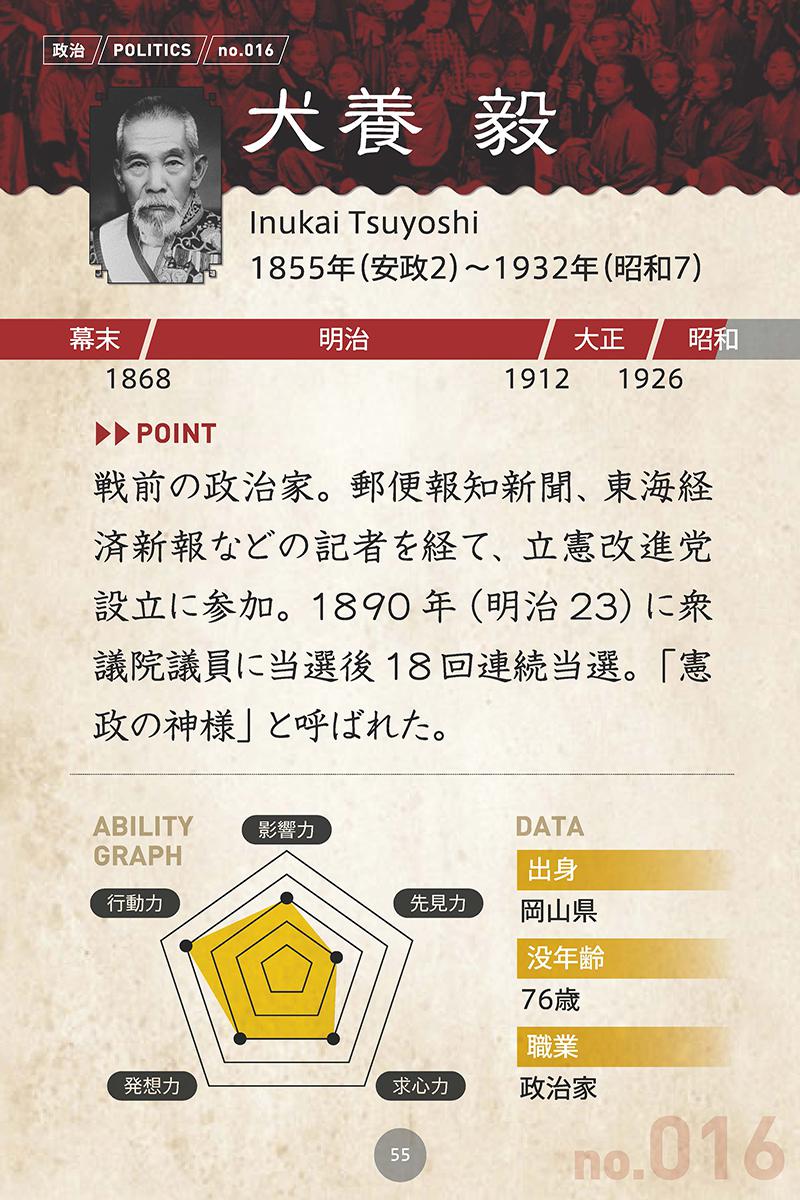 政治 POLITICS no.016
犬養 毅
Inukai Tsuyoshi
1855年(安政2)~1932年(昭和7)
幕末 明治 大正 昭和
1868 1912 1926
POINT
戦前の政治家。郵便報知新聞、東海経
済新報などの記者を経て、立憲改進党
設立に参加。1890年(明治23)に衆
議院議員に当選後18回連続当選。「憲
政の神様」と呼ばれた。
ABILITY
GRAPH
影響力
行動力
先見力
発想力
求心力
DATA
出身
岡山県
没年齢
76歳
職業
政治家
55
no.016